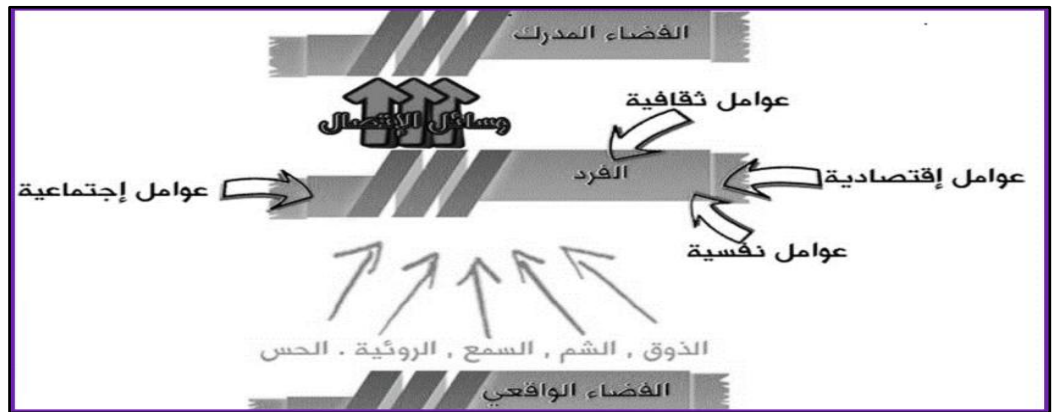 الفضاء المدرك
عوامل ثقافية
وسائل الإتصال
الفرد
عوامل إقتصادية
عوامل إجتماعية
عوامل نفسية
الذوق , الشم , السمع , الروئية . الحس
الفضاء الواقعي